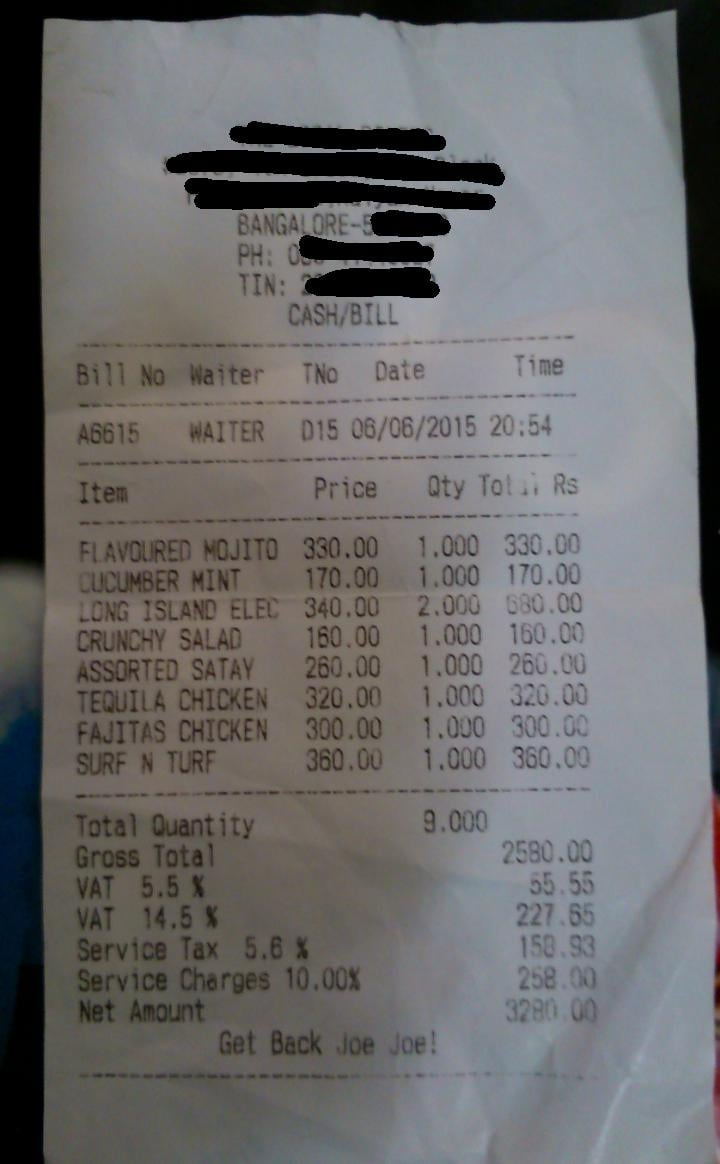 BANGALORE-5
PH: 0
TIN: 2
CASH/BILL
Bill No Waiter TNo Date Time
A6615 WAITER D15 06/06/2015 20:54
Item Price Qty Total Rs
FLAVOURED MOJITO 330.00 1.000 330.00
CUCUMBER MINT 170.00 1.000 170.00
LONG ISLAND ELEC 340.00 2.000 680.00
CRUNCHY SALAD 160.00 1.000 160.00
ASSORTED SATAY 260.00 1.000 260.00
TEQUILA CHICKEN 320.00 1.000 320.00
FAJITAS CHICKEN 300.00 1.000 300.00
SURF N TURF 360.00 1.000 360.00
Total Quantity 9.000
Gross Total 2580.00
VAT 5.5 % 55.55
VAT 14.5 % 227.65
Service Tax 5.6 % 158.93
Service Charges 10.00% 258.00
Net Amount 3280.00
Get Back Joe Joe!